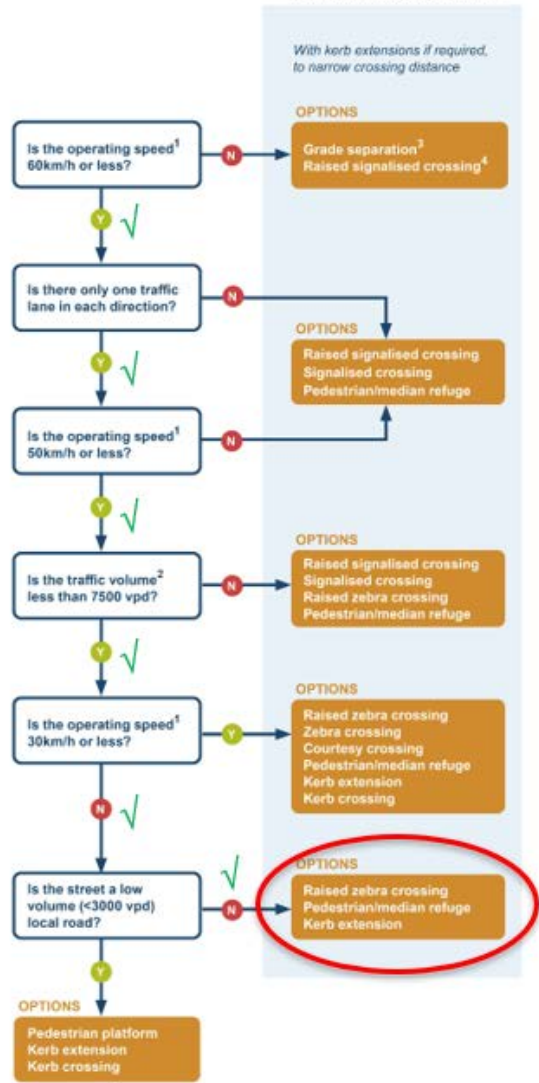 With kerb extensions if required,
to narrow crossing distance
OPTIONS
Is the operating speed¹
60km/h or less?
N
Grade separation³
Raised signalised crossing⁴
Y
√
Is there only one traffic
lane in each direction?
N
OPTIONS
Raised signalised crossing
Signalised crossing
Pedestrian/median refuge
Y
√
Is the operating speed¹
50km/h or less?
N
Y
√
OPTIONS
Is the traffic volume²
less than 7500 vpd?
N
Raised signalised crossing
Signalised crossing
Raised zebra crossing
Pedestrian/median refuge
Y
√
OPTIONS
Is the operating speed¹
30km/h or less?
Y
Raised zebra crossing
Zebra crossing
Courtesy crossing
Pedestrian/median refuge
Kerb extension
Kerb crossing
N
√
√
OPTIONS
Is the street a low
volume (<3000 vpd)
local road?
N
Raised zebra crossing
Pedestrian/median refuge
Kerb extension
Y
OPTIONS
Pedestrian platform
Kerb extension
Kerb crossing